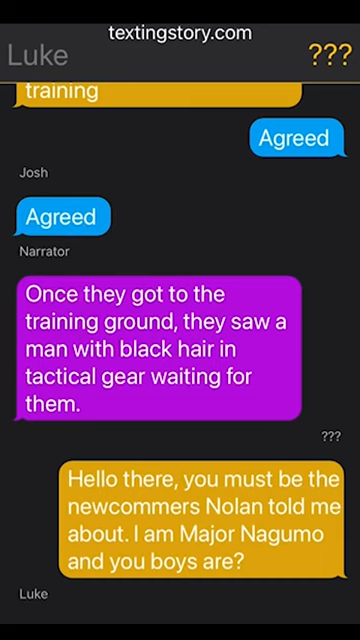 textingstory.com
Luke
???
training
Agreed
Josh
Agreed
Narrator
Once they got to the
training ground, they saw a
man with black hair in
tactical gear waiting for
them.
???
Hello there, you must be the
newcommers Nolan told me
about. I am Major Nagumo
and you boys are?
Luke